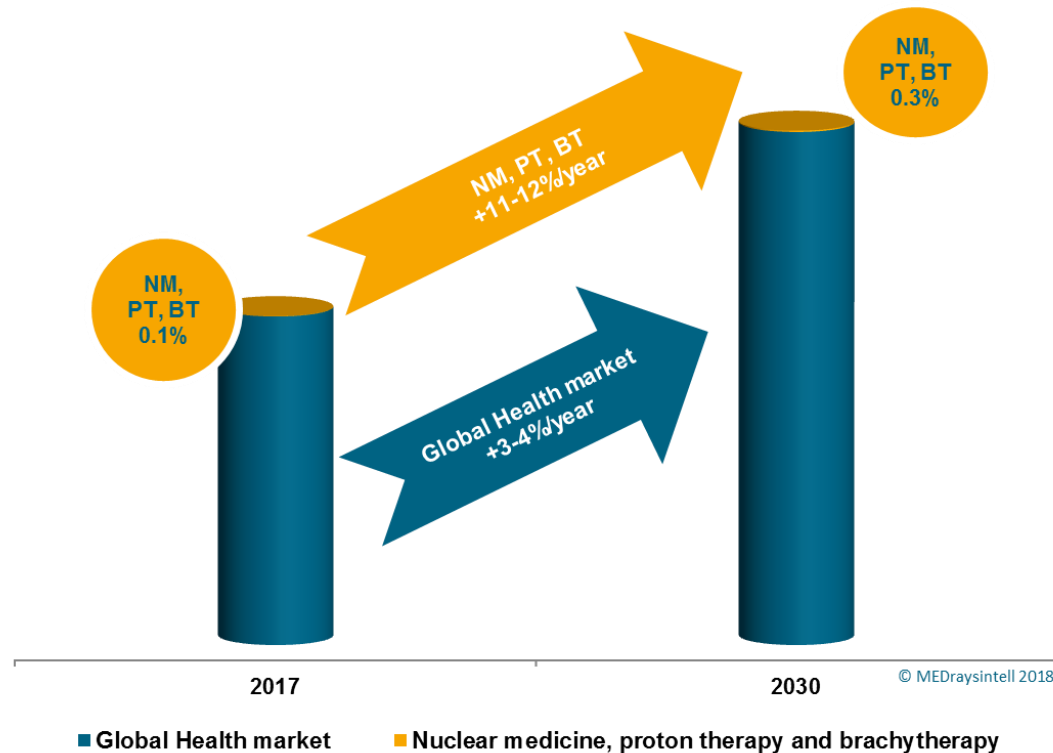 NM,
PT, BT
0.3%
NM, PT, BT
+11-12%/year
NM,
PT, BT
0.1%
Global Health market
+3-4%/year
2017
2030
© MEDraysintell 2018
Global Health market
Nuclear medicine, proton therapy and brachytherapy